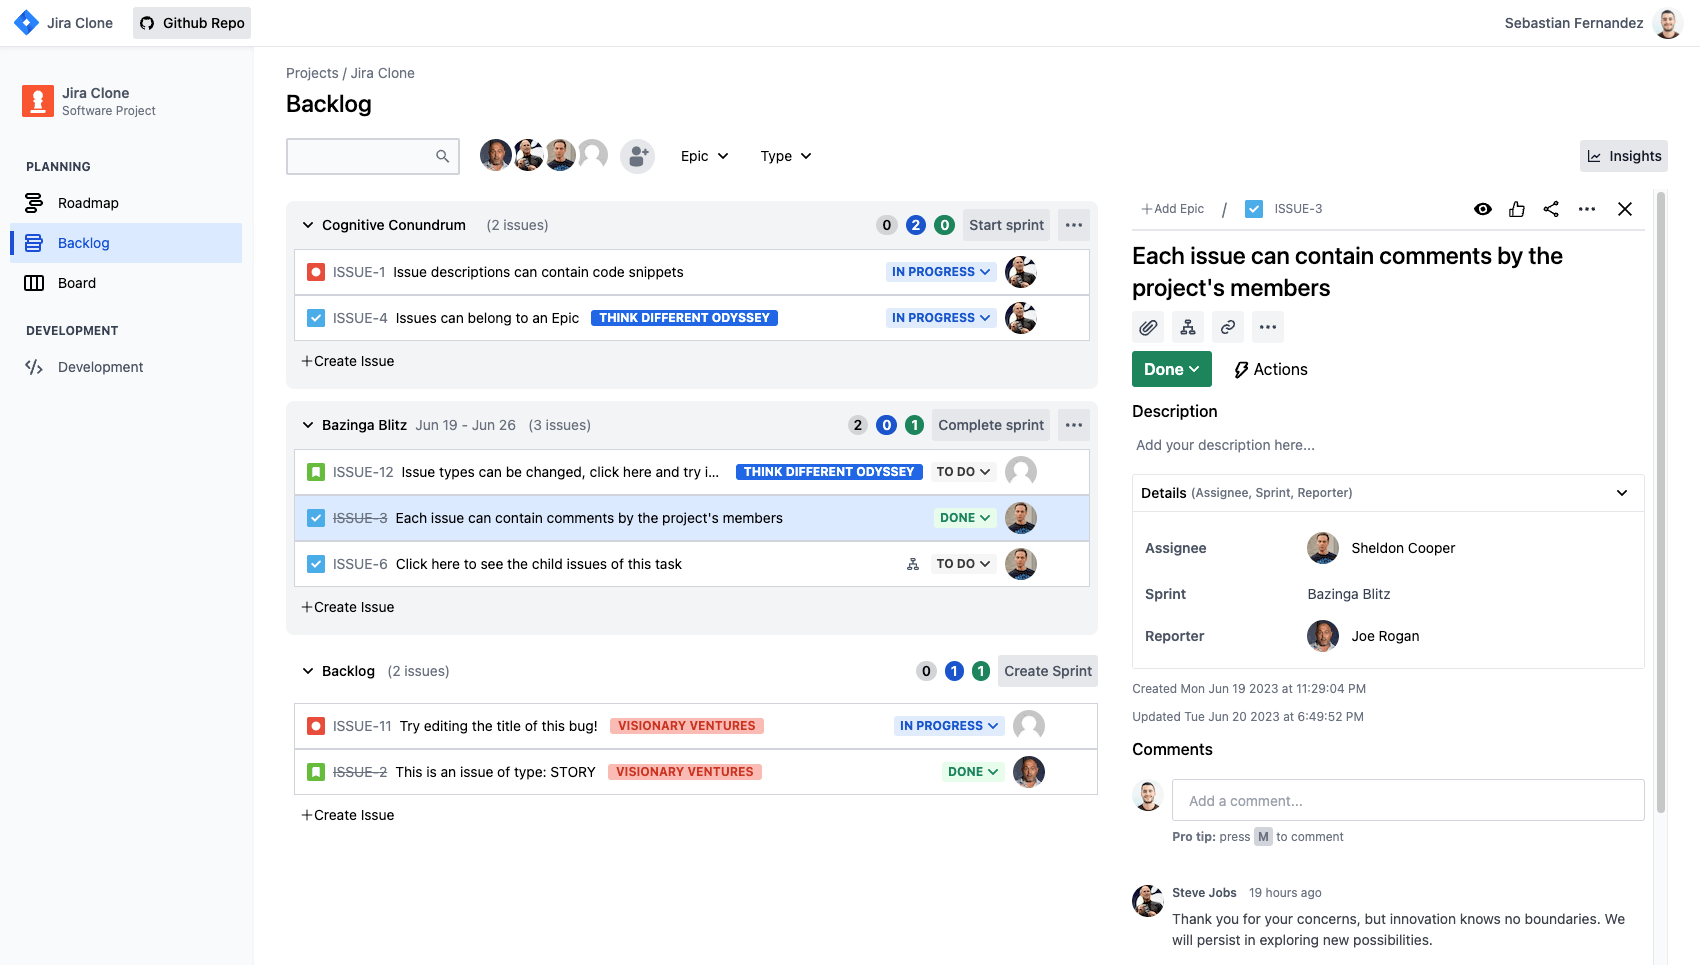 Jira Clone
Github Repo
Sebastian Fernandez
Jira Clone
Software Project
PLANNING
Roadmap
Backlog
Board
DEVELOPMENT
Development
Projects / Jira Clone
Backlog
Epic
Type
Insights
Cognitive Conundrum (2 issues) 0 2 0 Start sprint
ISSUE-1 Issue descriptions can contain code snippets IN PROGRESS
ISSUE-4 Issues can belong to an Epic THINK DIFFERENT ODYSSEY IN PROGRESS
+Create Issue
Bazinga Blitz Jun 19 - Jun 26 (3 issues) 2 0 1 Complete sprint
ISSUE-12 Issue types can be changed, click here and try i... THINK DIFFERENT ODYSSEY TO DO
ISSUE-3 Each issue can contain comments by the project's members DONE
ISSUE-6 Click here to see the child issues of this task TO DO
+Create Issue
Backlog (2 issues) 0 1 1 Create Sprint
ISSUE-11 Try editing the title of this bug! VISIONARY VENTURES IN PROGRESS
ISSUE-2 This is an issue of type: STORY VISIONARY VENTURES DONE
+Create Issue
+Add Epic / ISSUE-3
Each issue can contain comments by the
project's members
Done
Actions
Description
Add your description here...
Details (Assignee, Sprint, Reporter)
Assignee Sheldon Cooper
Sprint Bazinga Blitz
Reporter Joe Rogan
Created Mon Jun 19 2023 at 11:29:04 PM
Updated Tue Jun 20 2023 at 6:49:52 PM
Comments
Add a comment...
Pro tip: press M to comment
Steve Jobs 19 hours ago
Thank you for your concerns, but innovation knows no boundaries. We
will persist in exploring new possibilities.